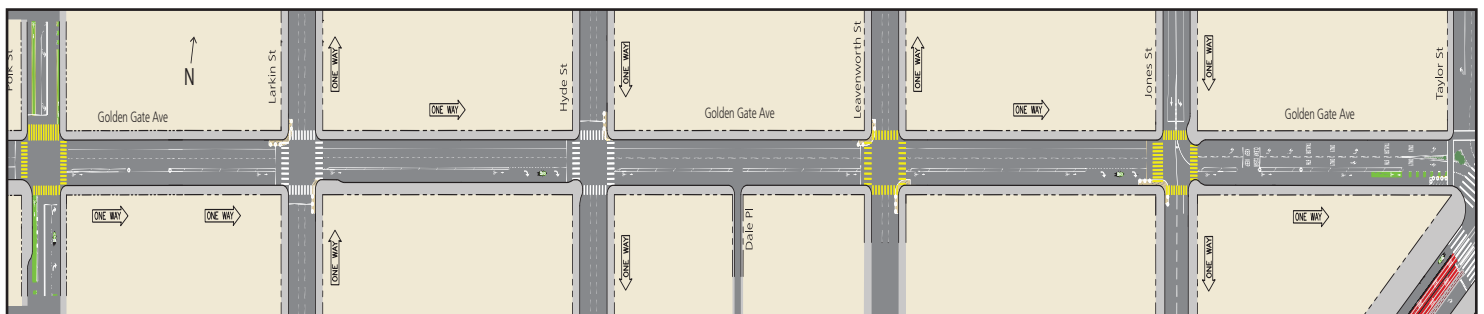 Polk St
N
Golden Gate Ave
Larkin St
ONE WAY
ONE WAY
Hyde St
ONE WAY
Golden Gate Ave
Leavenworth St
ONE WAY
ONE WAY
Jones St
ONE WAY
Golden Gate Ave
Taylor St
ONE WAY
ONE WAY
ONE WAY
ONE WAY
Dale Pl
ONE WAY
ONE WAY